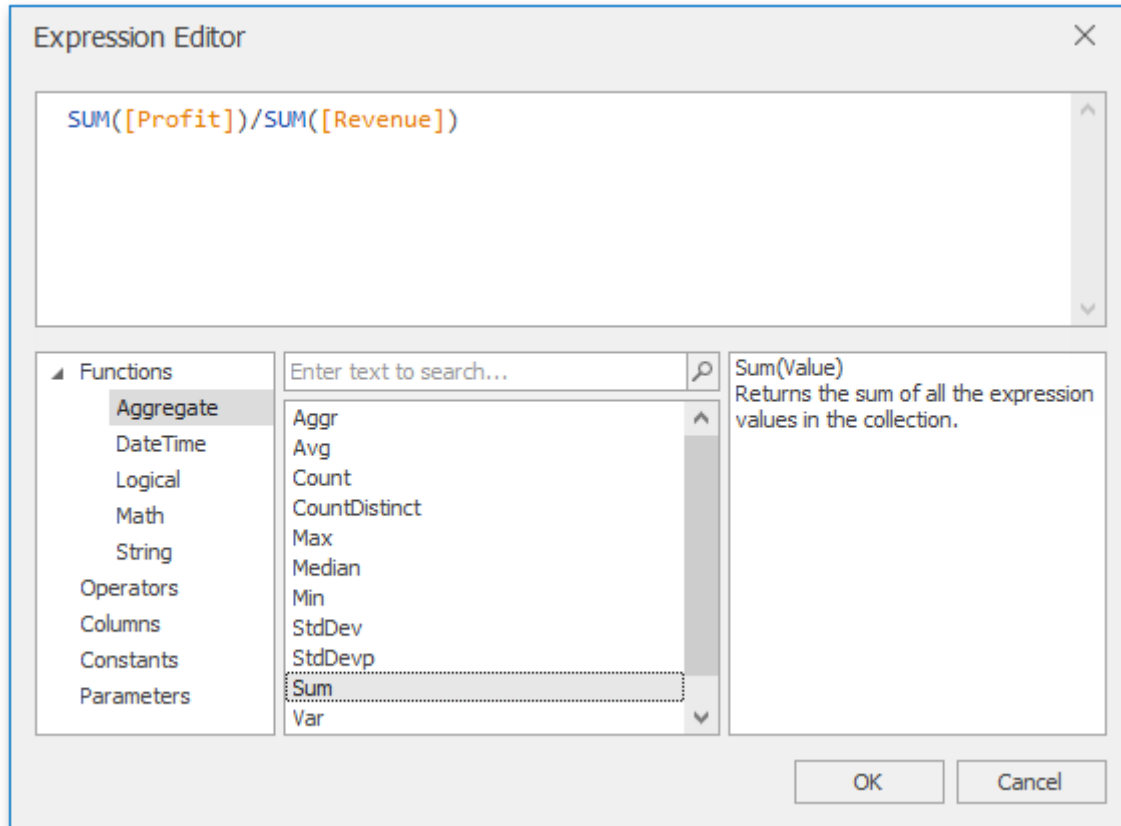 Expression Editor
SUM([Profit])/SUM([Revenue])
Functions
Aggregate
DateTime
Logical
Math
String
Operators
Columns
Constants
Parameters
Enter text to search...
Aggr
Avg
Count
CountDistinct
Max
Median
Min
StdDev
StdDevp
Sum
Var
Sum(Value)
Returns the sum of all the expression
values in the collection.
OK
Cancel